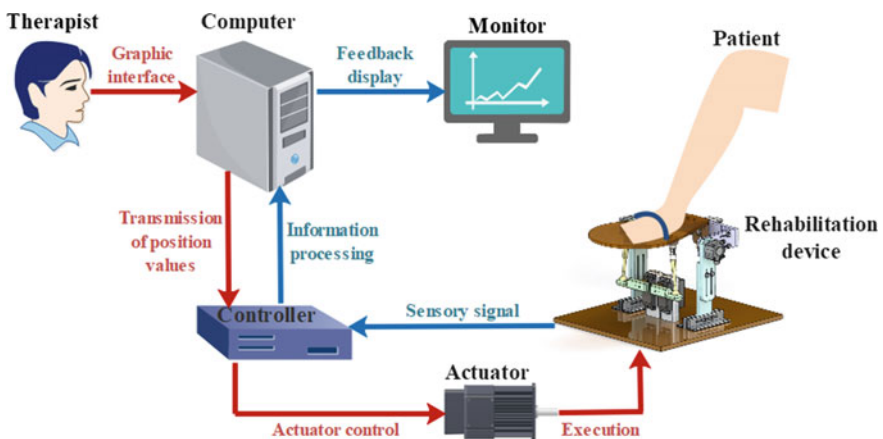 Therapist
Computer
Monitor
Patient
Graphic
interface
Feedback
display
Transmission
of position
values
Information
processing
Rehabilitation
device
Controller
Sensory signal
Actuator
Actuator control
Execution